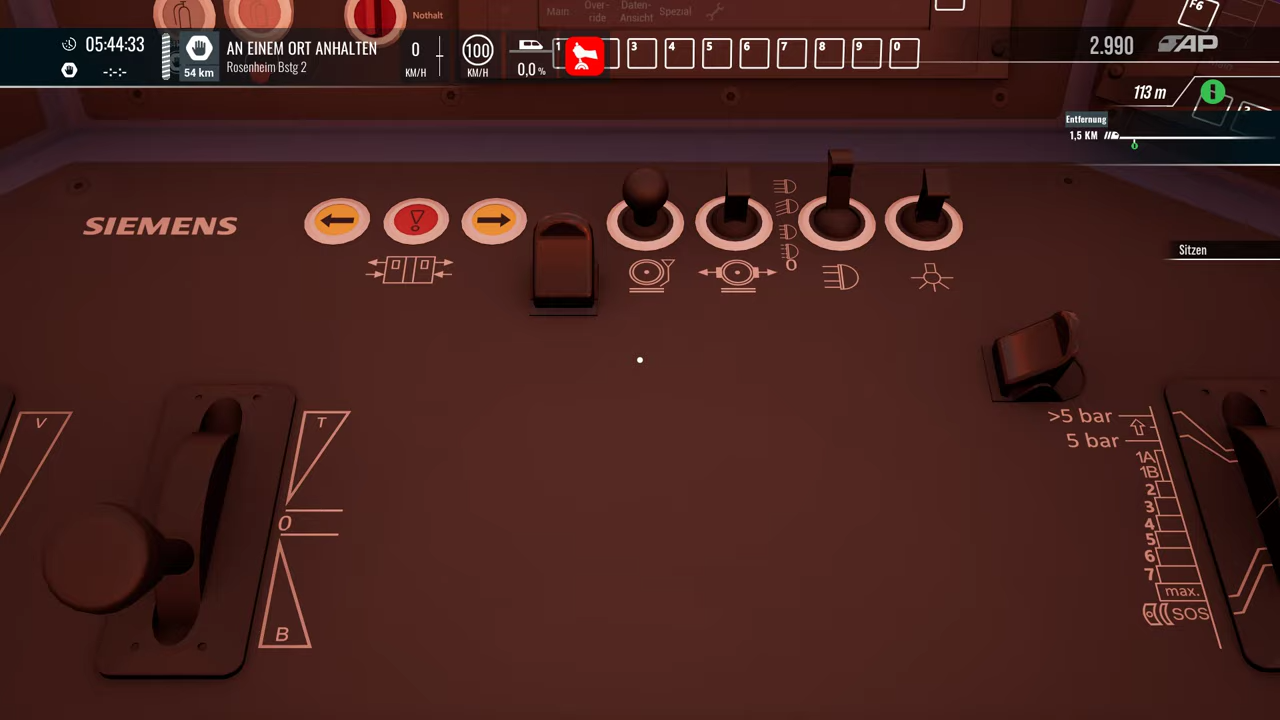 Nothalt
Main
Over-
ride
Daten-
Ansicht
Spezial
F6
05:44:33
-:-:-
54 km
AN EINEM ORT ANHALTEN
Rosenheim Bstg 2
0
KM/H
100
KM/H
0,0 %
1
3
4
5
6
7
8
9
0
2.990
AP
113 m
Entfernung
1,5 KM
Sitzen
SIEMENS
0
V
T
0
B
>5 bar
5 bar
1A
1B
2
3
4
5
6
7
max.
SOS